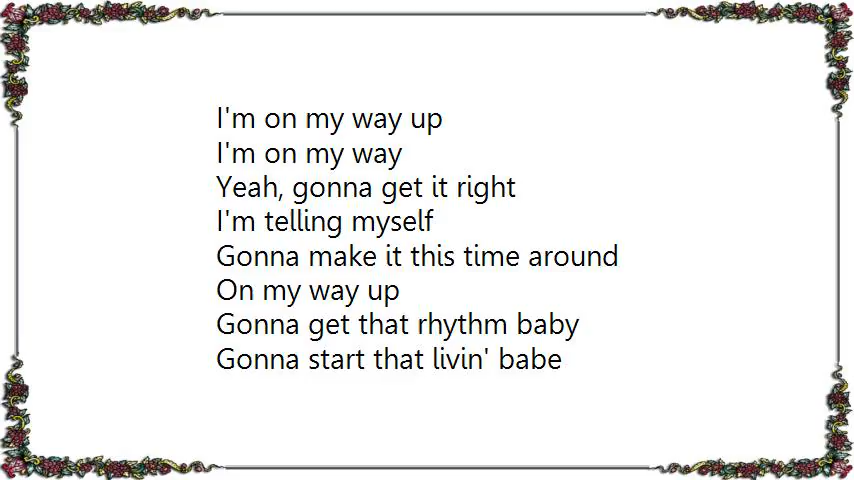 I'm on my way up
I'm on my way
Yeah, gonna get it right
I'm telling myself
Gonna make it this time around
On my way up
Gonna get that rhythm baby
Gonna start that livin' babe